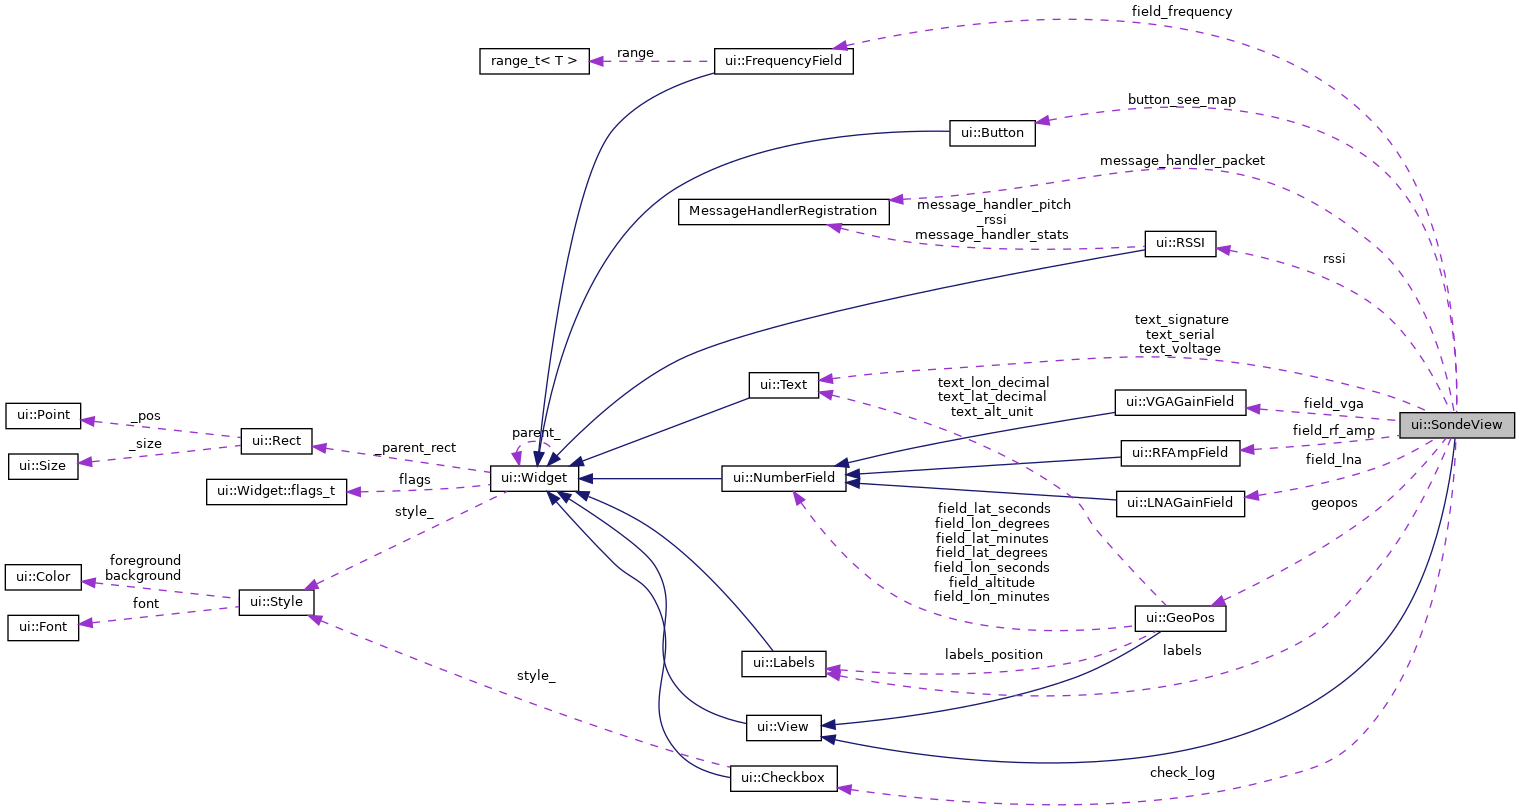 field_frequency
range
range_t< T >
ui::FrequencyField
button_see_map
ui::Button
message_handler_packet
MessageHandlerRegistration
message_handler_pitch
_rssi
message_handler_stats
ui::RSSI
rssi
text_signature
text_serial
text_voltage
ui::Text
text_lon_decimal
text_lat_decimal
text_alt_unit
ui::VGAGainField
field_vga
ui::SondeView
ui::Point
_pos
ui::Rect
_parent_rect
parent_
ui::RFAmpField
field_rf_amp
field_lna
ui::Size
_size
ui::Widget
ui::NumberField
ui::Widget::flags_t
flags
ui::LNAGainField
geopos
style_
field_lat_seconds
field_lon_degrees
field_lat_minutes
field_lat_degrees
field_lon_seconds
field_altitude
field_lon_minutes
foreground
background
ui::Color
font
ui::Style
ui::Font
ui::GeoPos
labels_position
labels
ui::Labels
style_
ui::View
ui::Checkbox
check_log